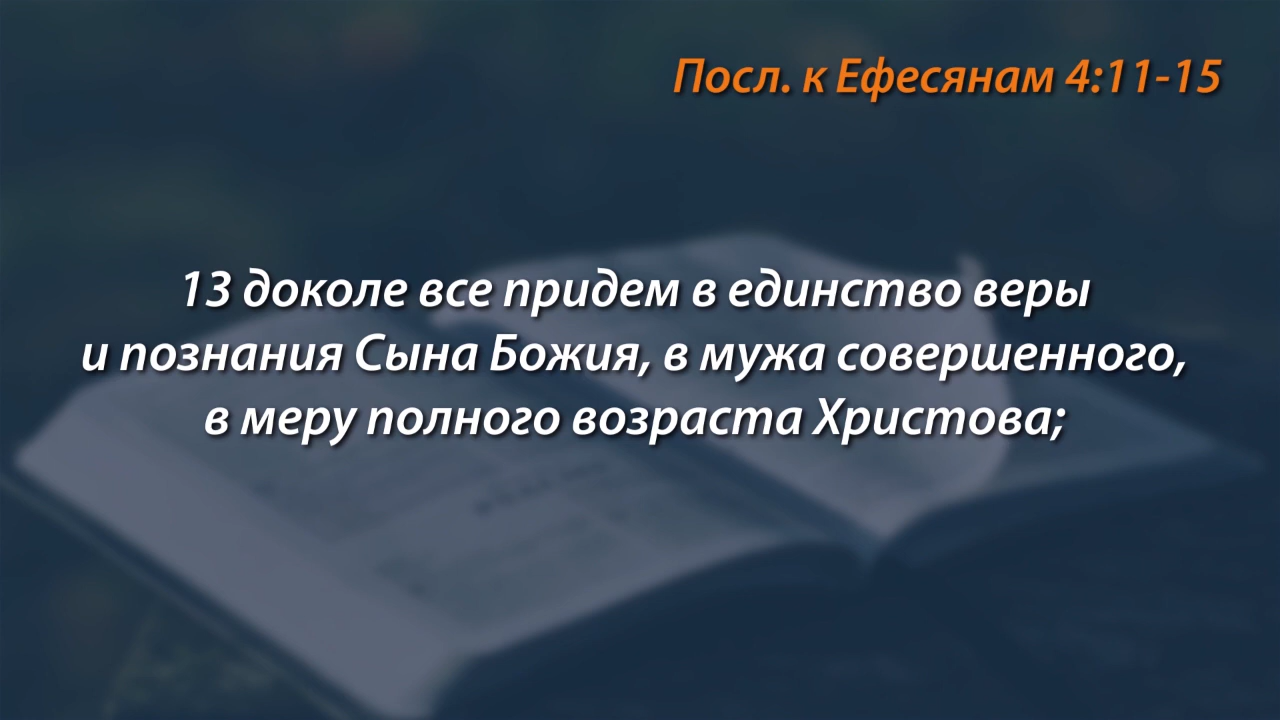 Посл. к Ефесянам 4:11-15
13 доколе все придем в единство веры
и познания Сына Божия, в мужа совершенного,
в меру полного возраста Христова;